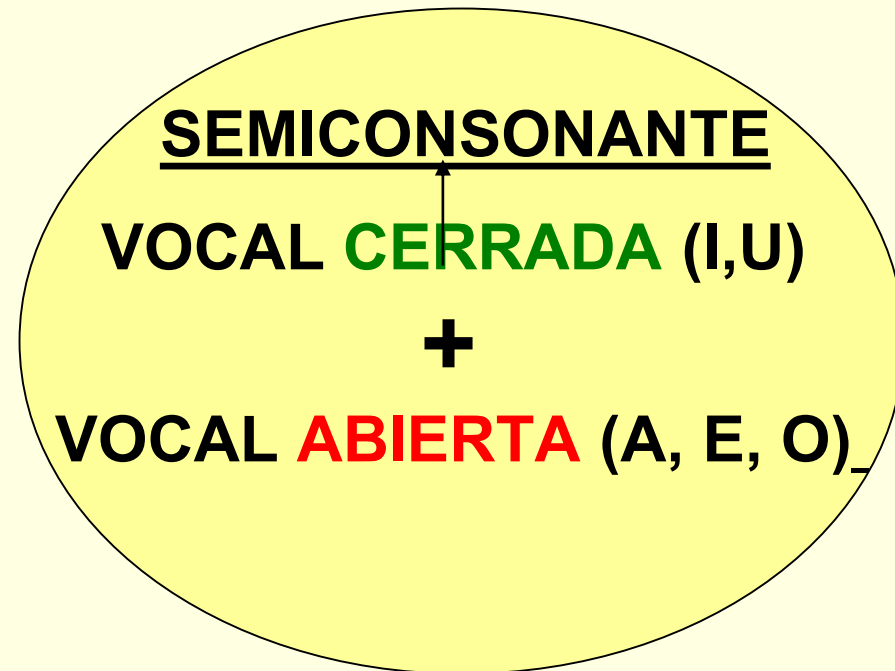 SEMICONSONANTE
VOCAL CERRADA (I,U)
+
VOCAL ABIERTA (A, E, O)